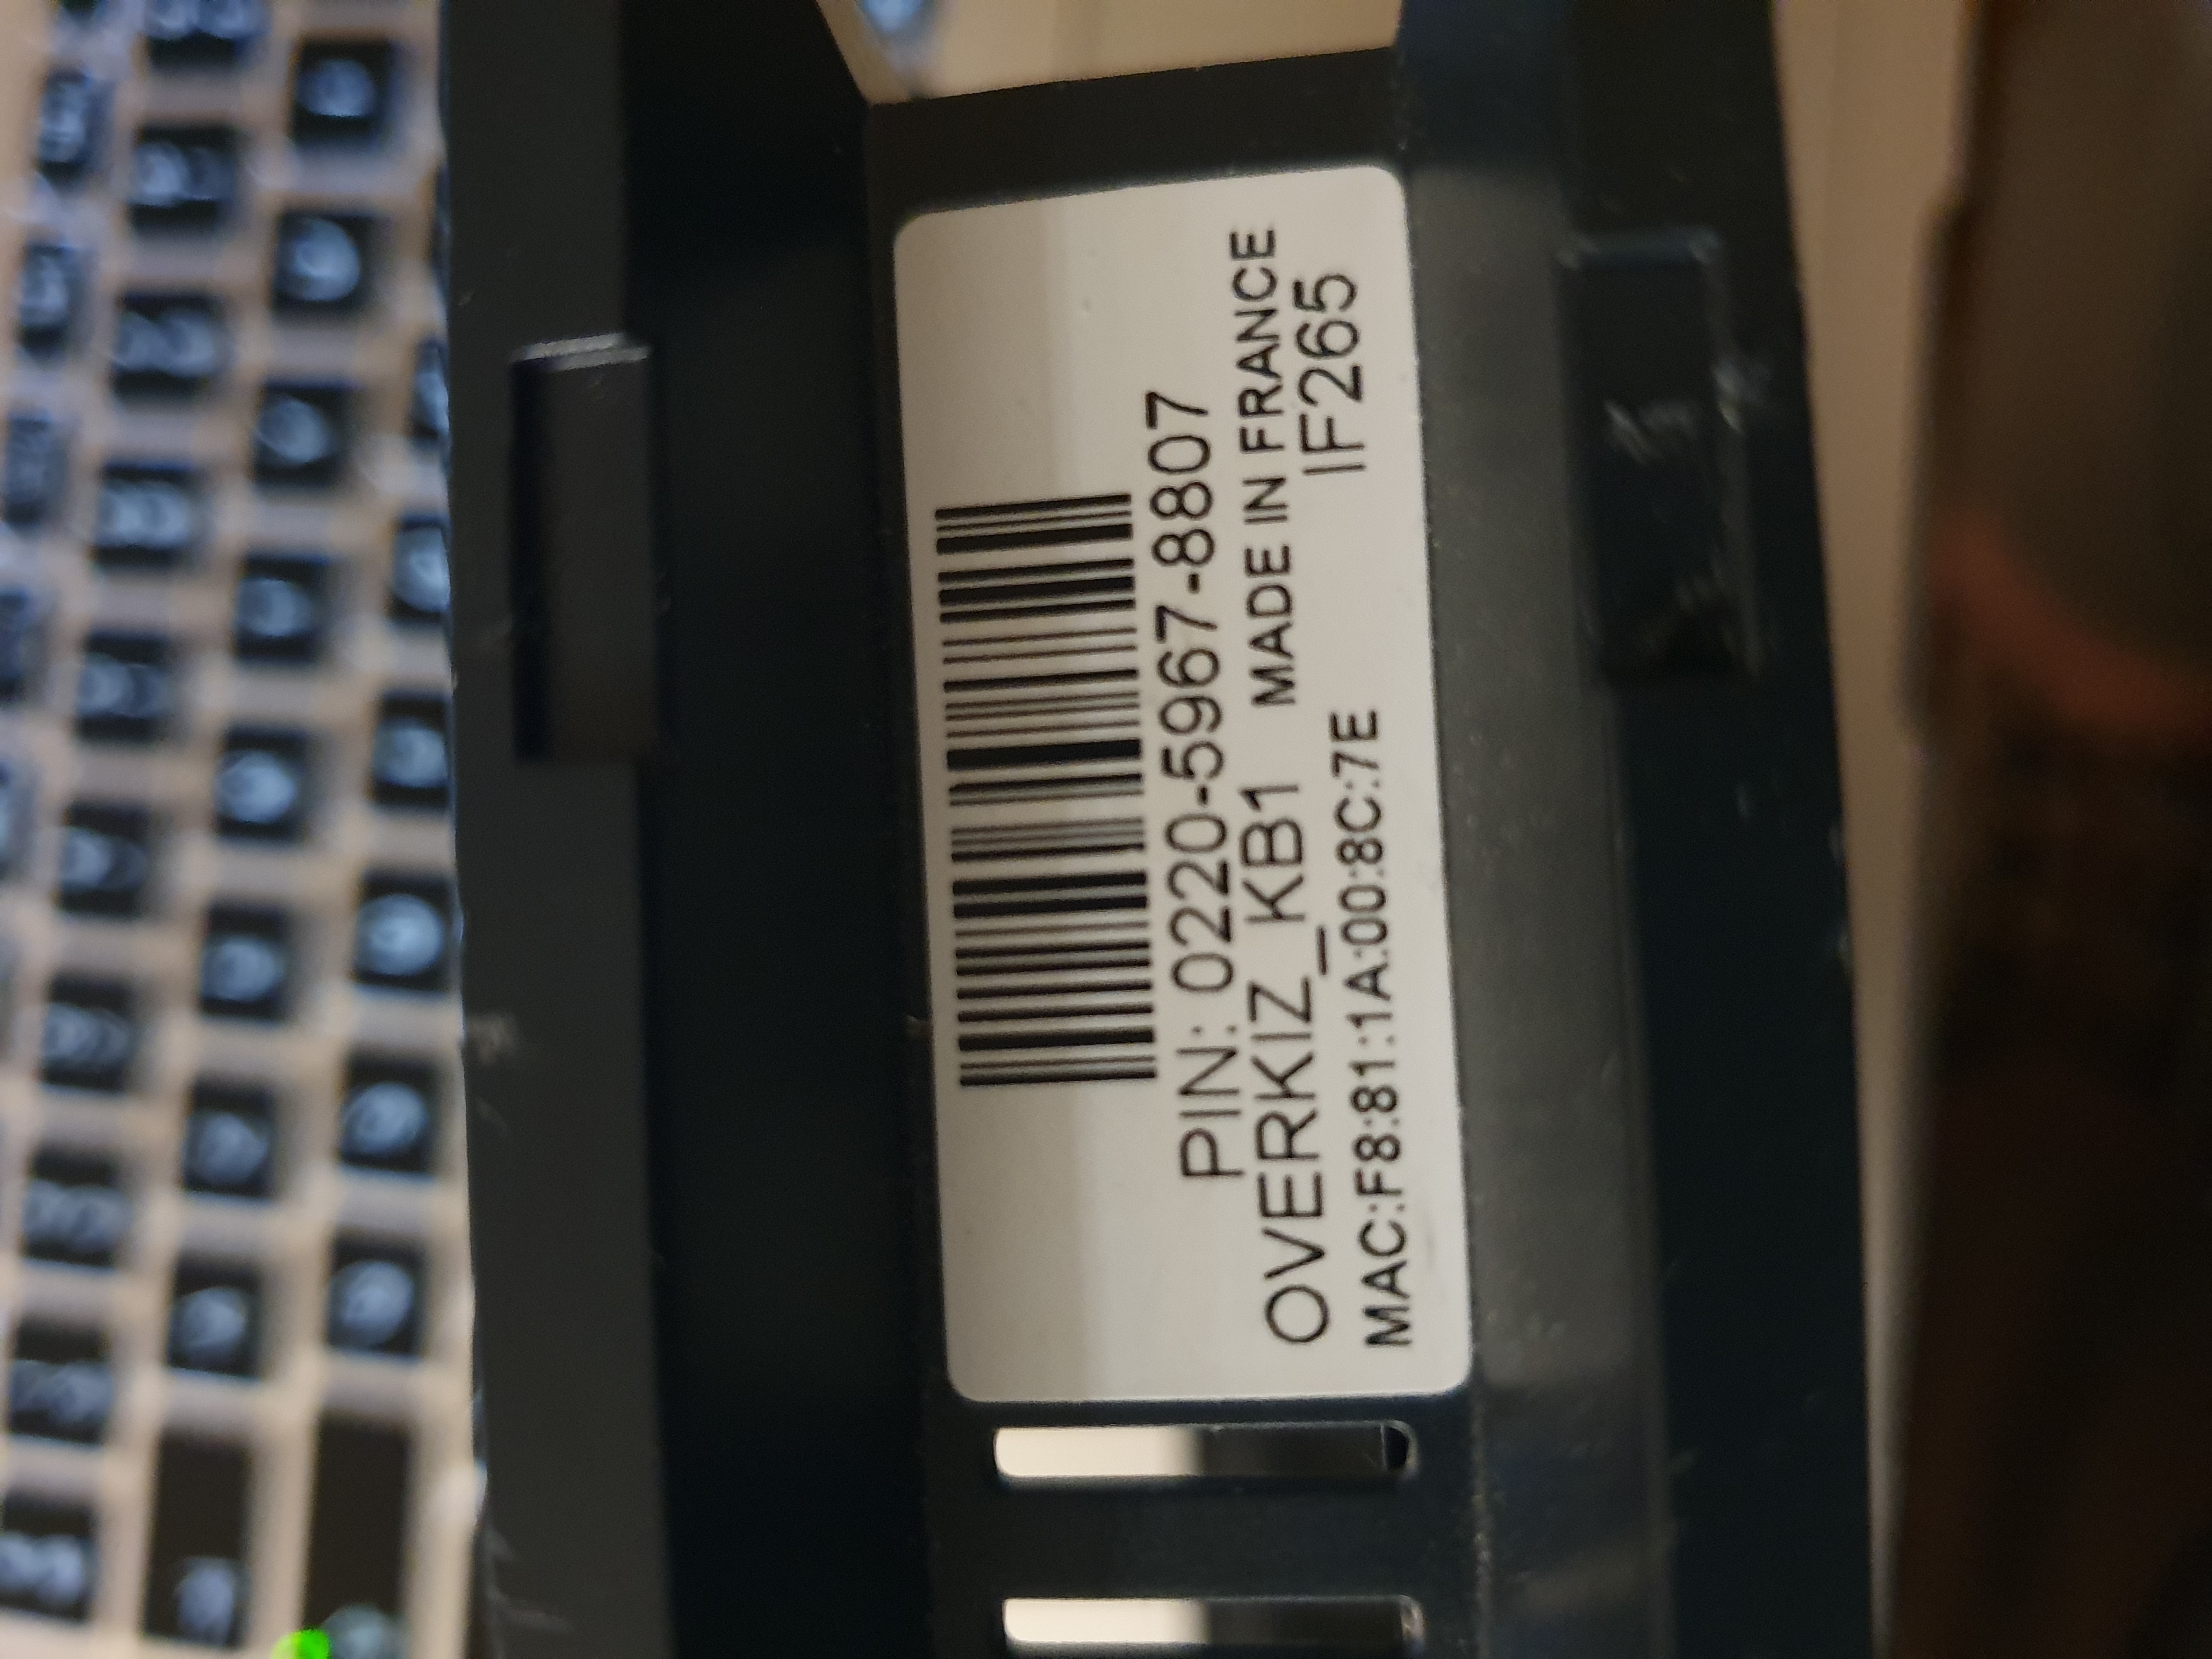 PIN: 0220-5967-8807
OVERKIZ_KB1 MADE IN FRANCE
MAC:F8:81:1A:00:8C:7E IF265